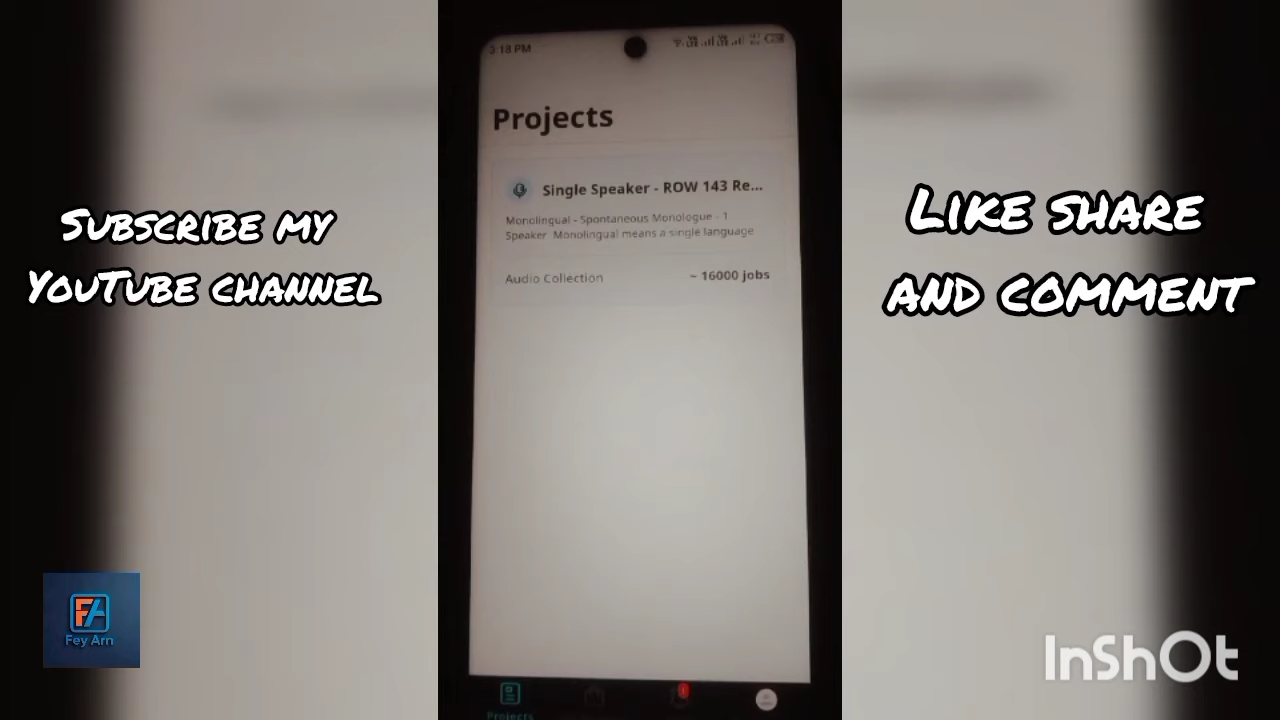 3:18 PM
Projects
Single Speaker - ROW 143 Re...
Monolingual - Spontaneous Monologue - 1
Speaker Monolingual means a single language
Audio Collection ~ 16000 jobs
Projects
SUBSCRIBE MY
YOUTUBE CHANNEL
LIKE SHARE
AND COMMENT
FA
Fey Arn
InShOt